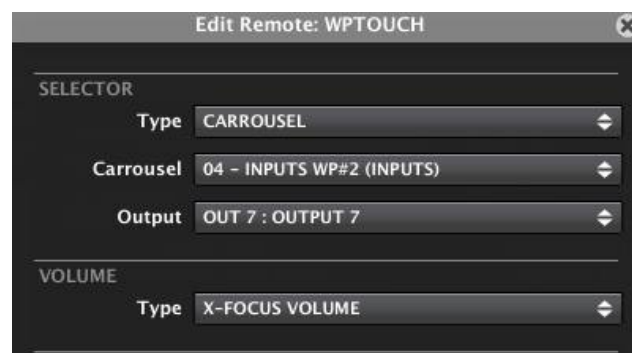 Edit Remote: WPTOUCH
SELECTOR
Type CARROUSEL
Carrousel 04 – INPUTS WP#2 (INPUTS)
Output OUT 7 : OUTPUT 7
VOLUME
Type X-FOCUS VOLUME